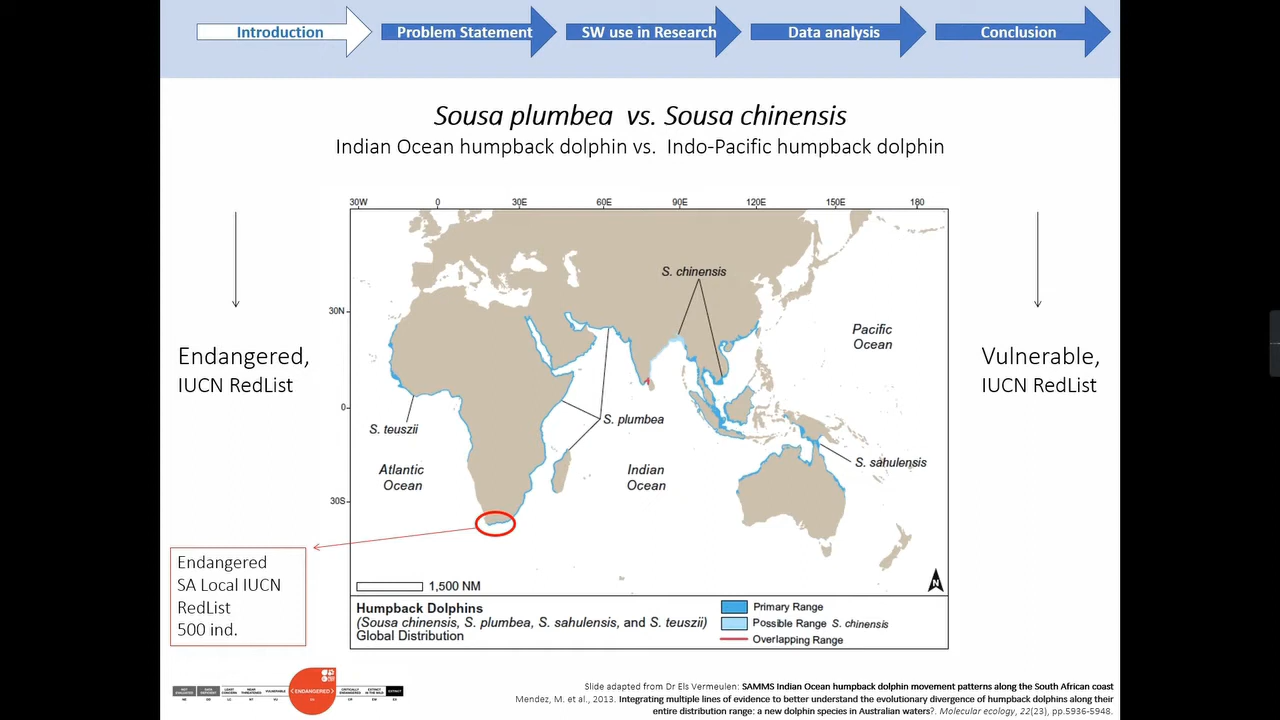 Introduction
Problem Statement
SW use in Research
Data analysis
Conclusion
Sousa plumbea vs. Sousa chinensis
Indian Ocean humpback dolphin vs. Indo-Pacific humpback dolphin
30W 0 30E 60E 90E 120E 150E 180
30N
0
30S
S. chinensis
Pacific
Ocean
S. plumbea
S. teuszii
S. sahulensis
Atlantic
Ocean
Indian
Ocean
Endangered,
IUCN RedList
Vulnerable,
IUCN RedList
Endangered
SA Local IUCN
RedList
500 ind.
1,500 NM
N
Humpback Dolphins
(Sousa chinensis, S. plumbea, S. sahulensis, and S. teuszii)
Global Distribution
Primary Range
Possible Range S. chinensis
Overlapping Range
<ENDANGERED>
Slide adapted from Dr Els Vermeulen: SAMMS Indian Ocean humpback dolphin movement patterns along the South African coast
Mendez, M. et al., 2013. Integrating multiple lines of evidence to better understand the evolutionary divergence of humpback dolphins along their
entire distribution range: a new dolphin species in Australian waters?. Molecular ecology, 22(23), pp.5936-5948.